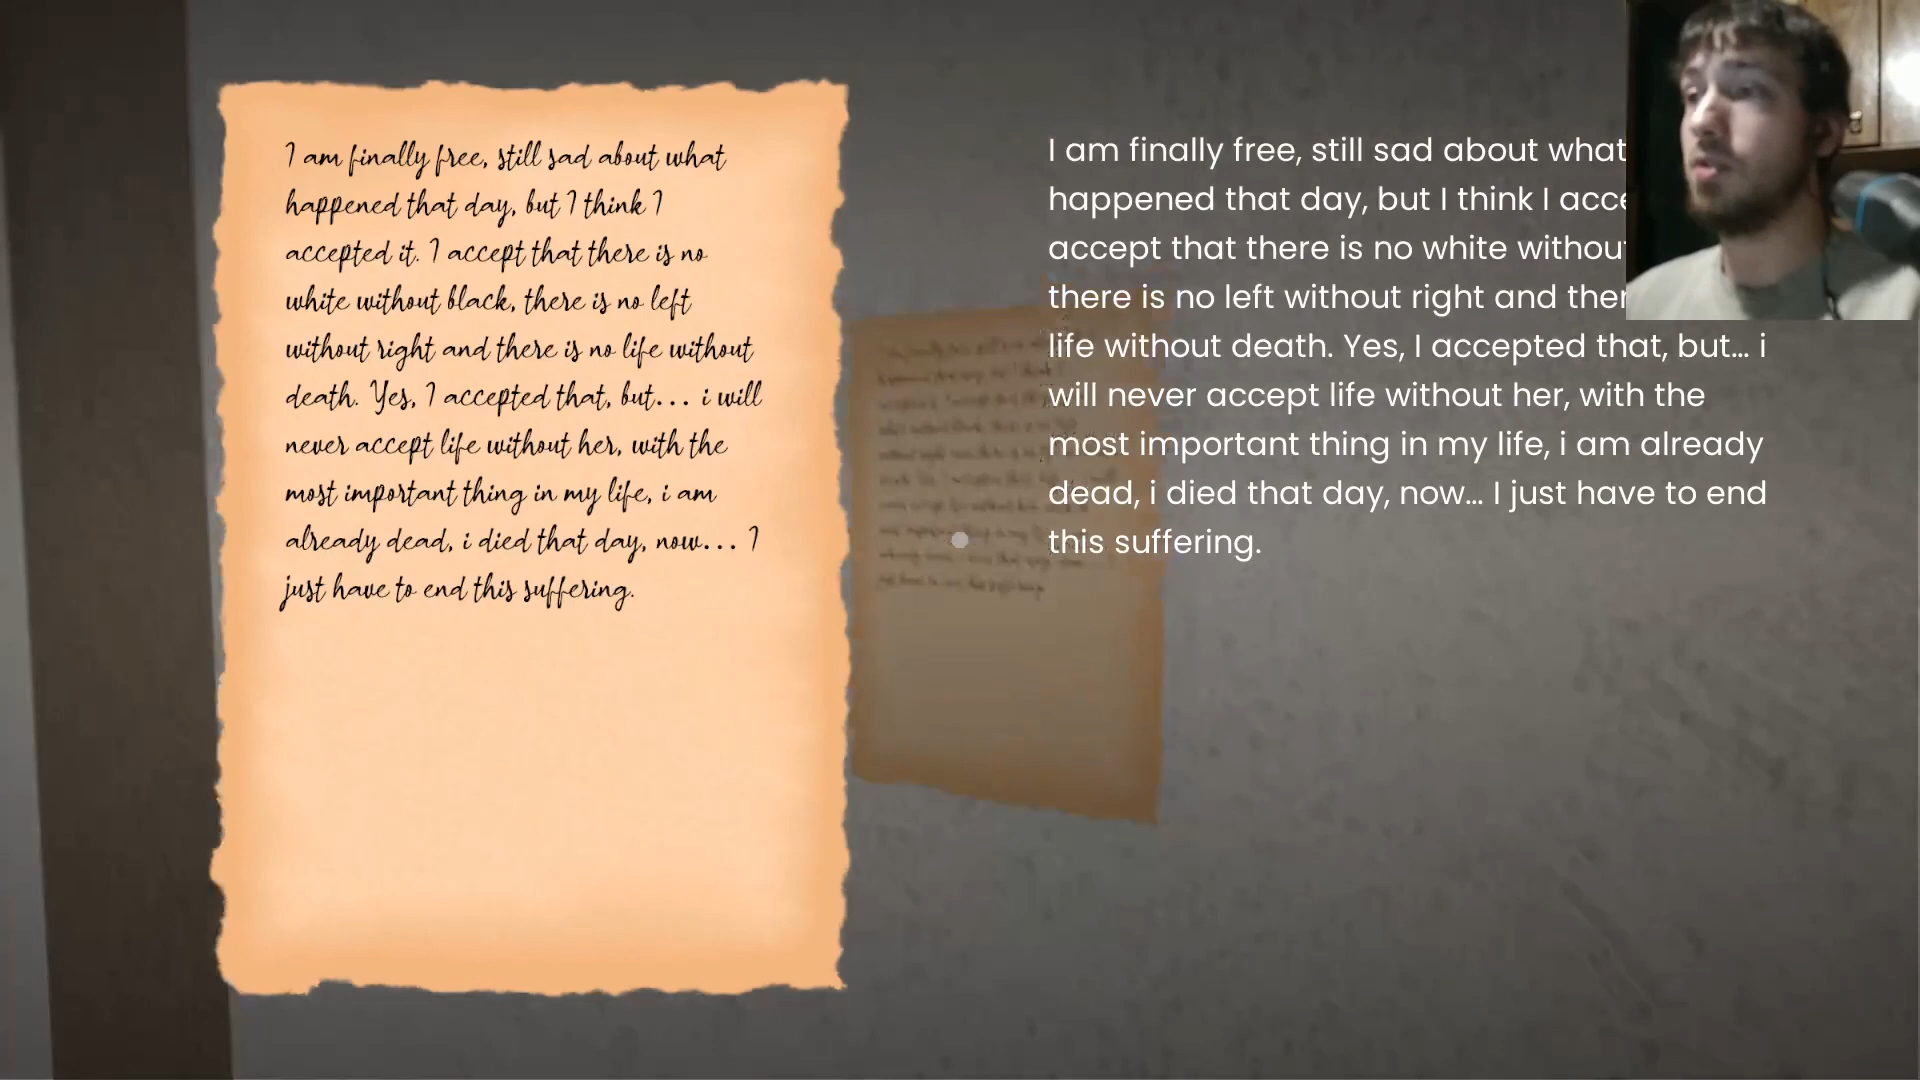 I am finally free, still sad about what
happened that day, but I think I
accepted it. I accept that there is no
white without black, there is no left
without right and there is no life without
death. Yes, I accepted that, but... i will
never accept life without her, with the
most important thing in my life, i am
already dead, i died that day, now... I
just have to end this suffering.
I am finally free, still sad about what
happened that day, but I think I
accept that there is no white without
there is no left without right and
life without death. Yes, I accepted that, but... i
will never accept life without her, with the
most important thing in my life, i am already
dead, i died that day, now... I just have to end
this suffering.